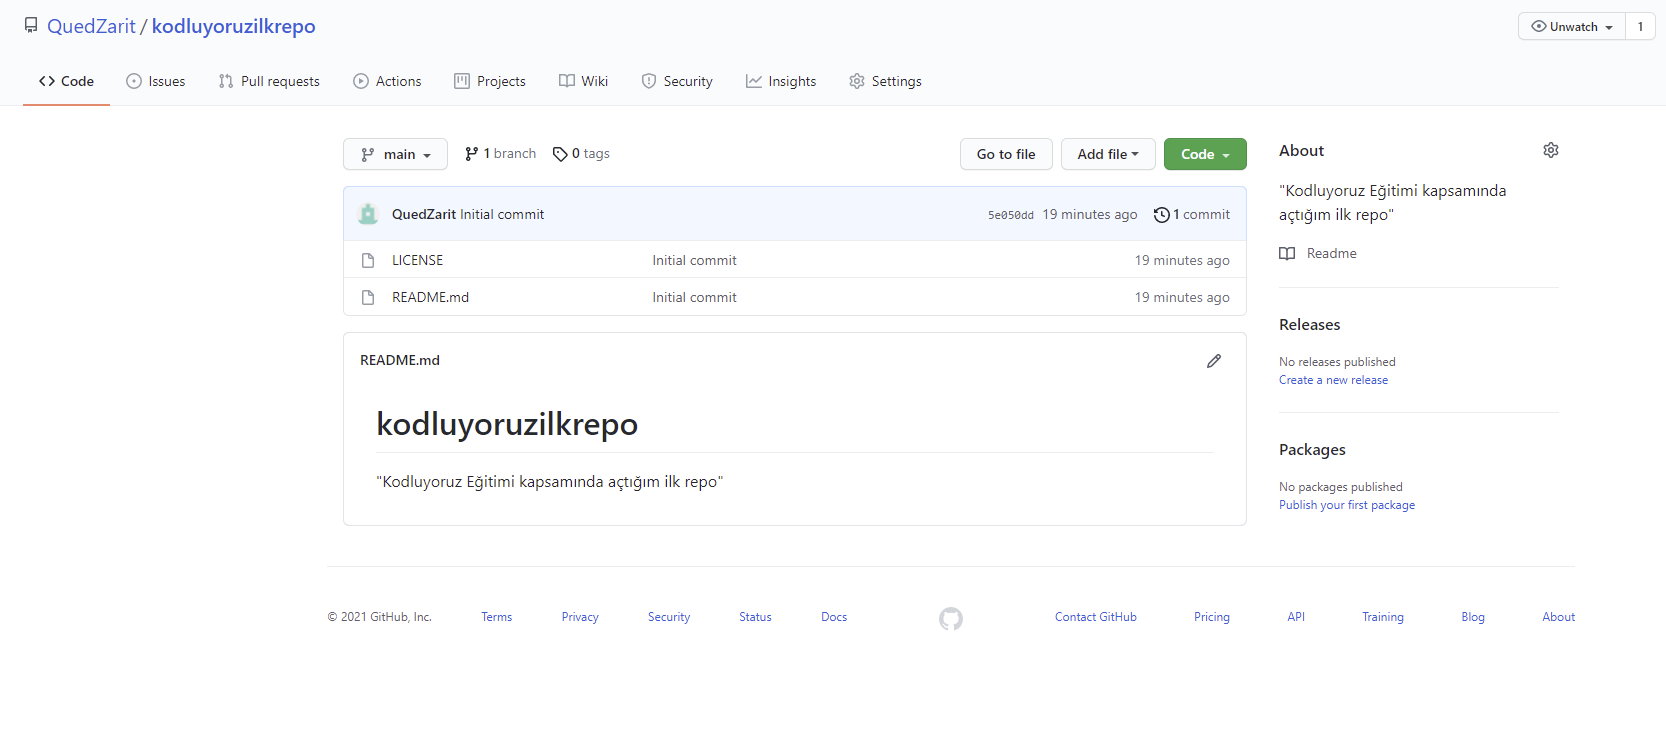 QuedZarit / kodluyoruzilkrepo
Unwatch 1
Code Issues Pull requests Actions Projects Wiki Security Insights Settings
main 1 branch 0 tags Go to file Add file Code
QuedZarit Initial commit 5e050dd 19 minutes ago 1 commit
LICENSE Initial commit 19 minutes ago
README.md Initial commit 19 minutes ago
README.md
kodluyoruzilkrepo
"Kodluyoruz Eğitimi kapsamında açtığım ilk repo"
About
"Kodluyoruz Eğitimi kapsamında
açtığım ilk repo"
Readme
Releases
No releases published
Create a new release
Packages
No packages published
Publish your first package
© 2021 GitHub, Inc. Terms Privacy Security Status Docs Contact GitHub Pricing API Training Blog About